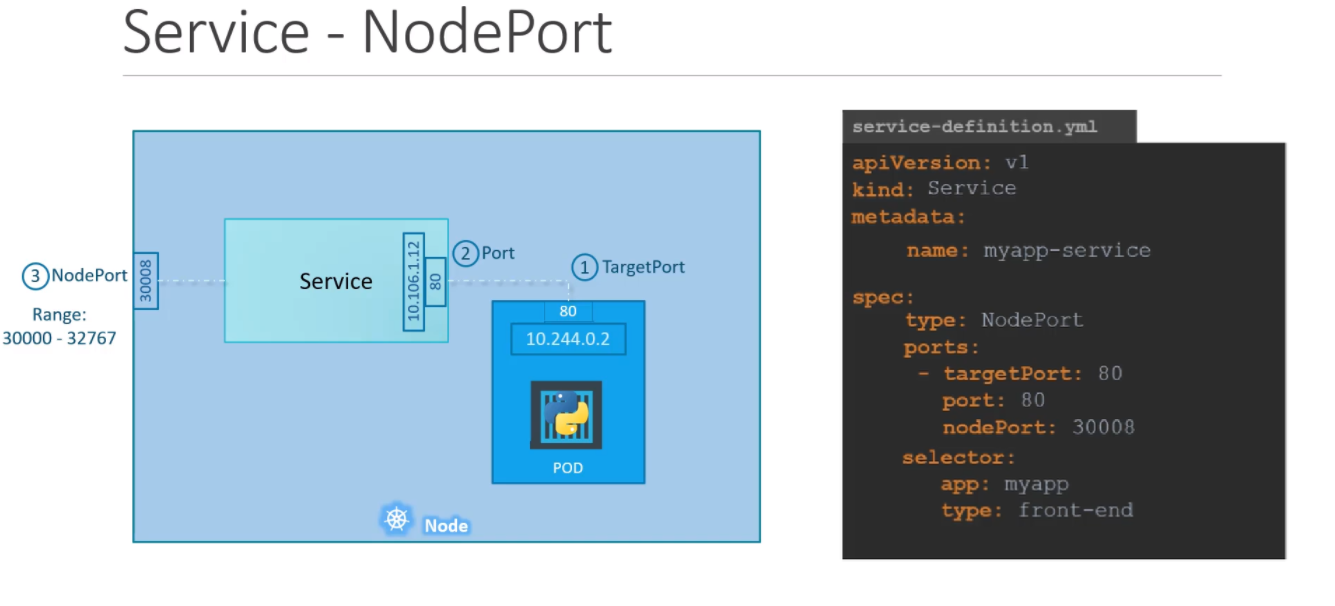 Service - NodePort
3 NodePort
Range:
30000 - 32767
30008
Service
10.106.1.12
80
2 Port
1 TargetPort
80
10.244.0.2
POD
Node
service-definition.yml
apiVersion: v1
kind: Service
metadata:
name: myapp-service
spec:
type: NodePort
ports:
- targetPort: 80
port: 80
nodePort: 30008
selector:
app: myapp
type: front-end